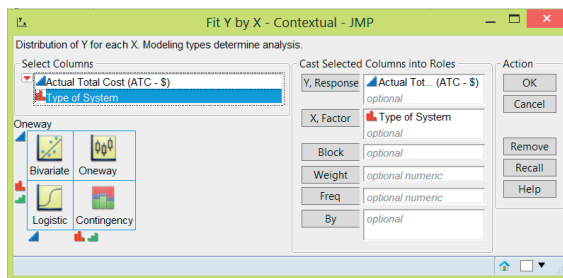 Fit Y by X - Contextual - JMP
Distribution of Y for each X. Modeling types determine analysis.
Select Columns
Actual Total Cost (ATC - $)
Type of System
Oneway
Bivariate Oneway
Logistic Contingency
Cast Selected Columns into Roles
Y, Response Actual Tot... (ATC - $)
optional
X, Factor Type of System
optional
Block optional
Weight optional numeric
Freq optional numeric
By optional
Action
OK
Cancel
Remove
Recall
Help